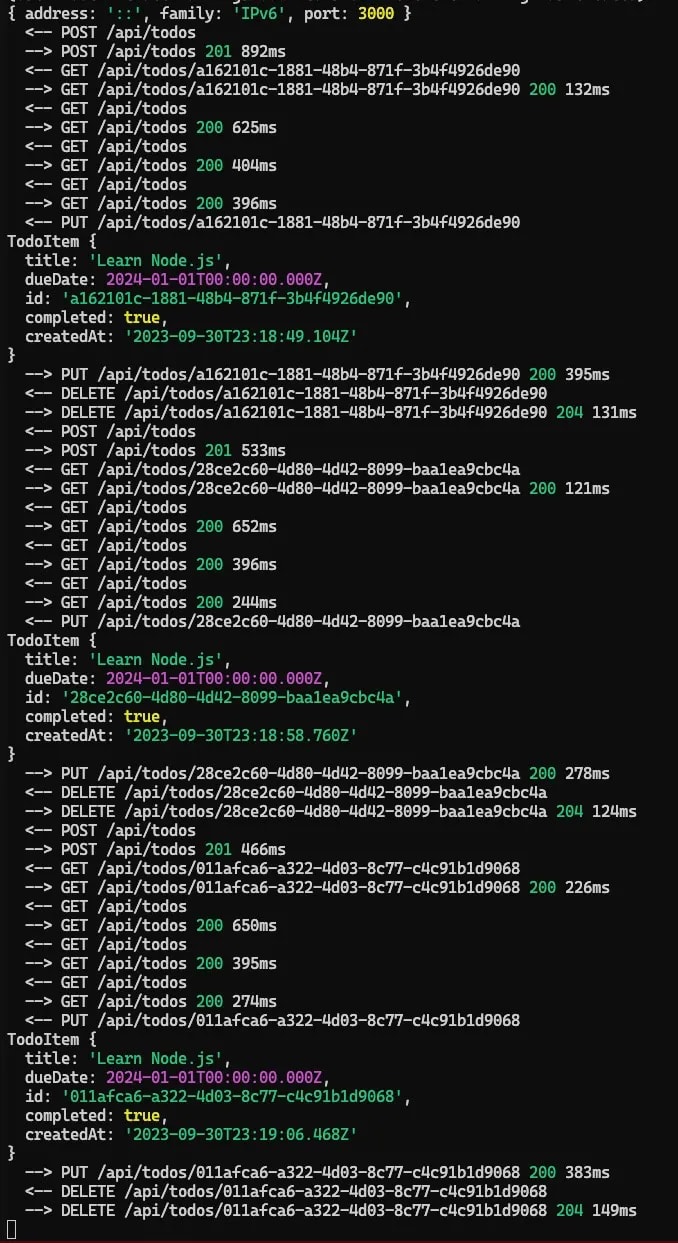 { address: '::', family: 'IPv6', port: 3000 }
  <-- POST /api/todos
  --> POST /api/todos 201 892ms
  <-- GET /api/todos/a162101c-1881-48b4-871f-3b4f4926de90
  --> GET /api/todos/a162101c-1881-48b4-871f-3b4f4926de90 200 132ms
  <-- GET /api/todos
  --> GET /api/todos 200 625ms
  <-- GET /api/todos
  --> GET /api/todos 200 404ms
  <-- GET /api/todos
  --> GET /api/todos 200 396ms
  <-- PUT /api/todos/a162101c-1881-48b4-871f-3b4f4926de90
TodoItem {
  title: 'Learn Node.js',
  dueDate: 2024-01-01T00:00:00.000Z,
  id: 'a162101c-1881-48b4-871f-3b4f4926de90',
  completed: true,
  createdAt: '2023-09-30T23:18:49.104Z'
}
  --> PUT /api/todos/a162101c-1881-48b4-871f-3b4f4926de90 200 395ms
  <-- DELETE /api/todos/a162101c-1881-48b4-871f-3b4f4926de90
  --> DELETE /api/todos/a162101c-1881-48b4-871f-3b4f4926de90 204 131ms
  <-- POST /api/todos
  --> POST /api/todos 201 533ms
  <-- GET /api/todos/28ce2c60-4d80-4d42-8099-baa1ea9cbc4a
  --> GET /api/todos/28ce2c60-4d80-4d42-8099-baa1ea9cbc4a 200 121ms
  <-- GET /api/todos
  --> GET /api/todos 200 652ms
  <-- GET /api/todos
  --> GET /api/todos 200 396ms
  <-- GET /api/todos
  --> GET /api/todos 200 244ms
  <-- PUT /api/todos/28ce2c60-4d80-4d42-8099-baa1ea9cbc4a
TodoItem {
  title: 'Learn Node.js',
  dueDate: 2024-01-01T00:00:00.000Z,
  id: '28ce2c60-4d80-4d42-8099-baa1ea9cbc4a',
  completed: true,
  createdAt: '2023-09-30T23:18:58.760Z'
}
  --> PUT /api/todos/28ce2c60-4d80-4d42-8099-baa1ea9cbc4a 200 278ms
  <-- DELETE /api/todos/28ce2c60-4d80-4d42-8099-baa1ea9cbc4a
  --> DELETE /api/todos/28ce2c60-4d80-4d42-8099-baa1ea9cbc4a 204 124ms
  <-- POST /api/todos
  --> POST /api/todos 201 466ms
  <-- GET /api/todos/011afca6-a322-4d03-8c77-c4c91b1d9068
  --> GET /api/todos/011afca6-a322-4d03-8c77-c4c91b1d9068 200 226ms
  <-- GET /api/todos
  --> GET /api/todos 200 650ms
  <-- GET /api/todos
  --> GET /api/todos 200 395ms
  <-- GET /api/todos
  --> GET /api/todos 200 274ms
  <-- PUT /api/todos/011afca6-a322-4d03-8c77-c4c91b1d9068
TodoItem {
  title: 'Learn Node.js',
  dueDate: 2024-01-01T00:00:00.000Z,
  id: '011afca6-a322-4d03-8c77-c4c91b1d9068',
  completed: true,
  createdAt: '2023-09-30T23:19:06.468Z'
}
  --> PUT /api/todos/011afca6-a322-4d03-8c77-c4c91b1d9068 200 383ms
  <-- DELETE /api/todos/011afca6-a322-4d03-8c77-c4c91b1d9068
  --> DELETE /api/todos/011afca6-a322-4d03-8c77-c4c91b1d9068 204 149ms